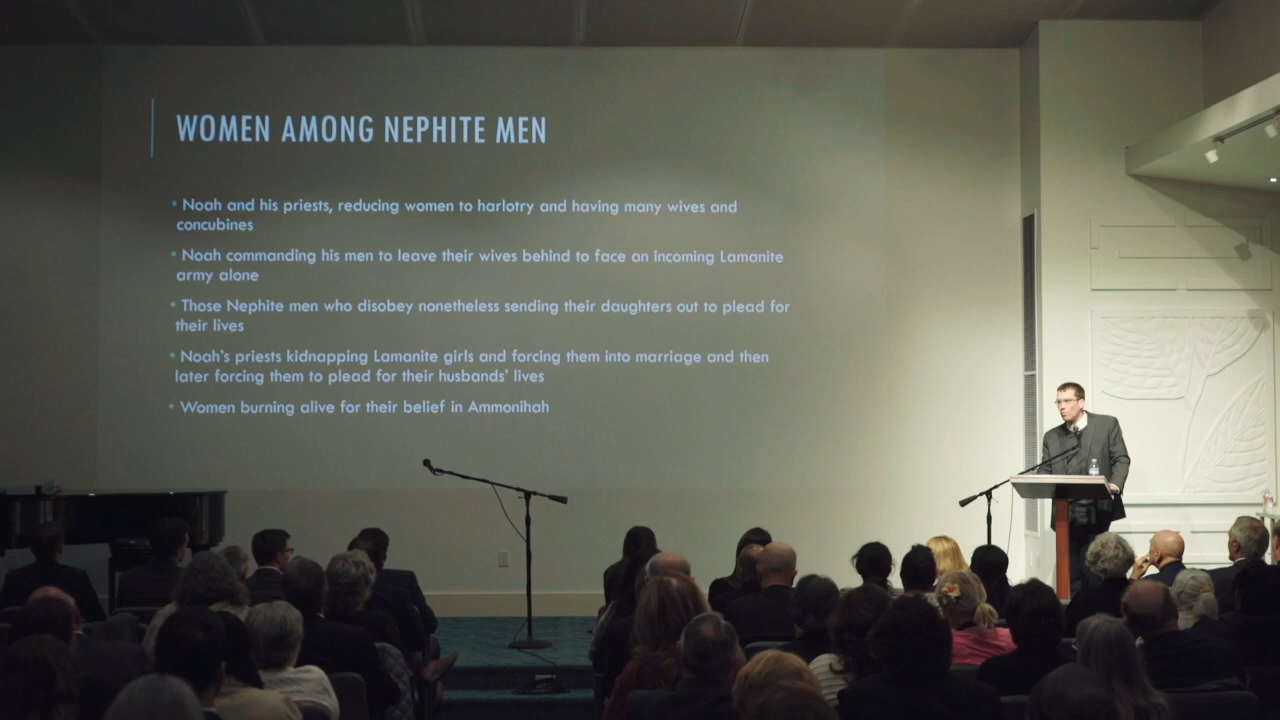 WOMEN AMONG NEPHITE MEN
• Noah and his priests, reducing women to harlotry and having many wives and
concubines
• Noah commanding his men to leave their wives behind to face an incoming Lamanite
army alone
• Those Nephite men who disobey nonetheless sending their daughters out to plead for
their lives
• Noah's priests kidnapping Lamanite girls and forcing them into marriage and then
later forcing them to plead for their husbands' lives
• Women burning alive for their belief in Ammonihah